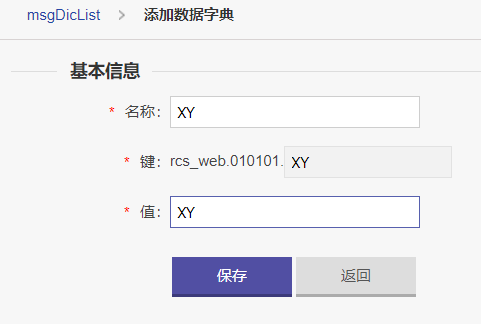 msgDicList > 添加数据字典
基本信息
* 名称: XY
* 键: rcs_web.010101. XY
* 值: XY
保存 返回